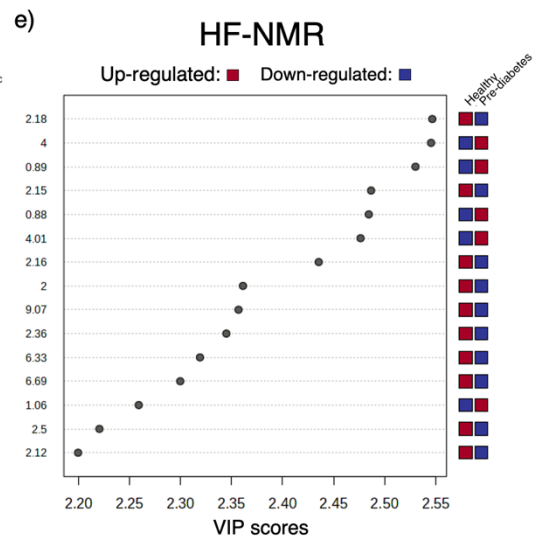 e)
HF-NMR
Up-regulated: Down-regulated:
Healthy
Pre-diabetes
c
2.18
4
0.89
2.15
0.88
4.01
2.16
2
9.07
2.36
6.33
6.69
1.06
2.5
2.12
2.20 2.25 2.30 2.35 2.40 2.45 2.50 2.55
VIP scores